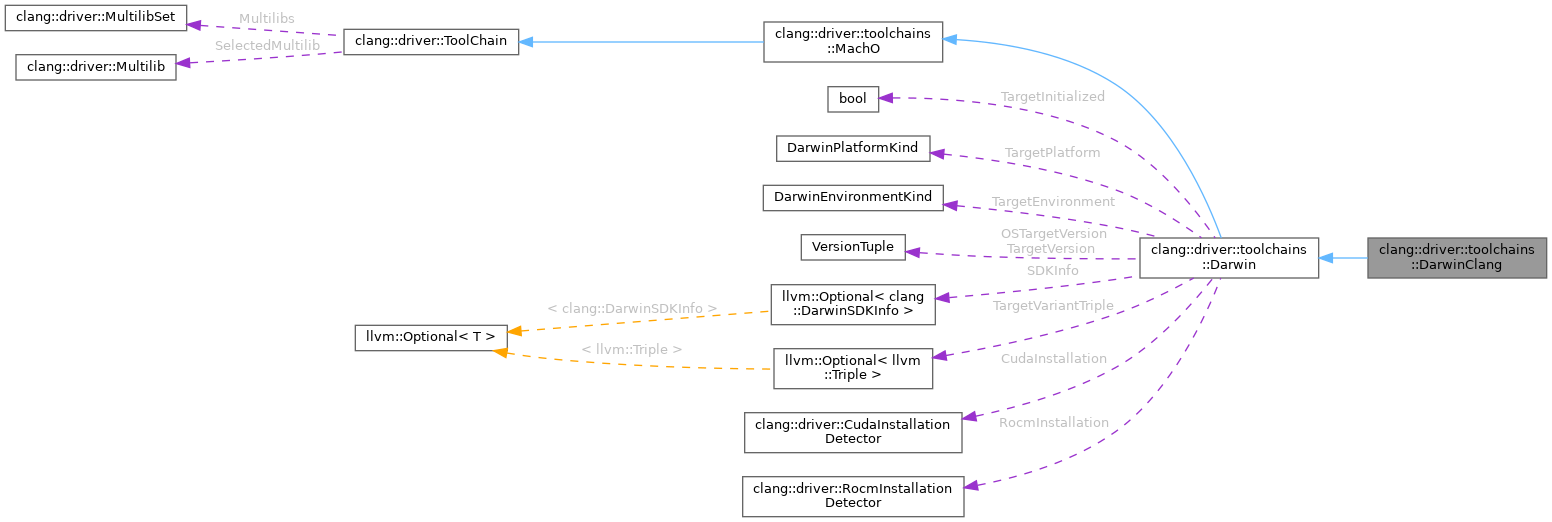 clang::driver::MultilibSet
Multilibs
clang::driver::ToolChain
SelectedMultilib
clang::driver::Multilib
clang::driver::toolchains
::MachO
bool
TargetInitialized
DarwinPlatformKind
TargetPlatform
DarwinEnvironmentKind
TargetEnvironment
VersionTuple
OSTargetVersion
TargetVersion
clang::driver::toolchains
::Darwin
clang::driver::toolchains
::DarwinClang
SDKInfo
llvm::Optional< clang
::DarwinSDKInfo >
< clang::DarwinSDKInfo >
TargetVariantTriple
llvm::Optional< T >
< llvm::Triple >
llvm::Optional< llvm
::Triple >
CudaInstallation
clang::driver::CudaInstallation
Detector
RocmInstallation
clang::driver::RocmInstallation
Detector